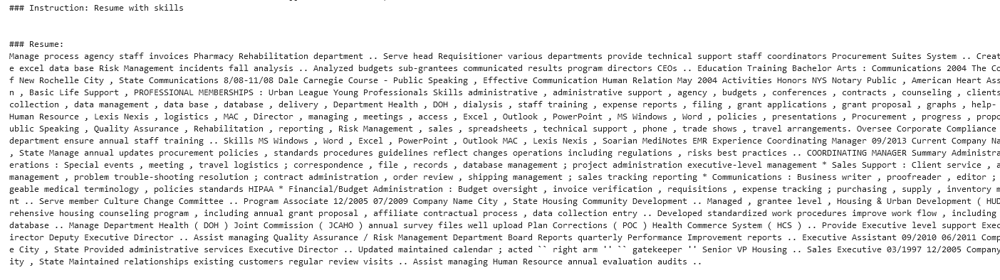 ### Instruction: Resume with skills
### Resume:
Manage process agency staff invoices Pharmacy Rehabilitation department .. Serve head Requisitioner various departments provide technical support staff coordinators Procurement Suites System .. Creat
e excel data base Risk Management incidents fall analysis .. Analyzed budgets sub-grantees communicated results program directors CEOs .. Education Training Bachelor Arts : Communications 2004 The Co
f New Rochelle City , State Communications 8/08-11/08 Dale Carnegie Course - Public Speaking , Effective Communication Human Relation May 2004 Activities Honors NYS Notary Public , American Heart Ass
n , Basic Life Support , PROFESSIONAL MEMBERSHIPS : Urban League Young Professionals Skills administrative , administrative support , agency , budgets , conferences , contracts , counseling , clients
collection , data management , data base , database , delivery , Department Health , DOH , dialysis , staff training , expense reports , filing , grant applications , grant proposal , graphs , help-
Human Resource , Lexis Nexis , logistics , MAC , Director , managing , meetings , access , Excel , Outlook , PowerPoint , MS Windows , Word , policies , presentations , Procurement , progress , propo
ublic Speaking , Quality Assurance , Rehabilitation , reporting , Risk Management , sales , spreadsheets , technical support , phone , trade shows , travel arrangements. Oversee Corporate Compliance
department ensure annual staff training .. Skills MS Windows , Word , Excel , PowerPoint , Outlook MAC , Lexis Nexis , Soarian MediNotes EMR Experience Coordinating Manager 09/2013 Current Company Na
, State Manage annual updates procurement policies , standards procedures guidelines reflect changes operations including regulations , risks best practices .. COORDINATING MANAGER Summary Administra
erations : Special events , meeting , travel logistics ; correspondence , file , records , database management ; project administration executive-level management * Sales Support : Client service , a
management , problem trouble-shooting resolution ; contract administration , order review , shipping management ; sales tracking reporting * Communications : Business writer , proofreader , editor ;
geable medical terminology , policies standards HIPAA * Financial/Budget Administration : Budget oversight , invoice verification , requisitions , expense tracking ; purchasing , supply , inventory m
nt .. Serve member Culture Change Committee .. Program Associate 12/2005 07/2009 Company Name City , State Housing Community Development .. Managed , grantee level , Housing & Urban Development ( HUD
rehensive housing counseling program , including annual grant proposal , affiliate contractual process , data collection entry .. Developed standardized work procedures improve work flow , including
database .. Manage Department Health ( DOH ) Joint Commission ( JCAHO ) annual survey files well upload Plan Corrections ( POC ) Health Commerce System ( HCS ) .. Provide Executive level support Exec
irector Deputy Executive Director .. Assist managing Quality Assurance / Risk Management Department Board Reports quarterly Performance Improvement reports .. Executive Assistant 09/2010 06/2011 Comp
e City , State Provided administrative services Executive Director .. Updated maintained calendar ; acted `` right arm '' `` gatekeeper '' Senior VP Housing .. Sales Executive 03/1997 12/2005 Company
ity , State Maintained relationships existing customers regular review visits .. Assist managing Human Resource annual evaluation audits ..